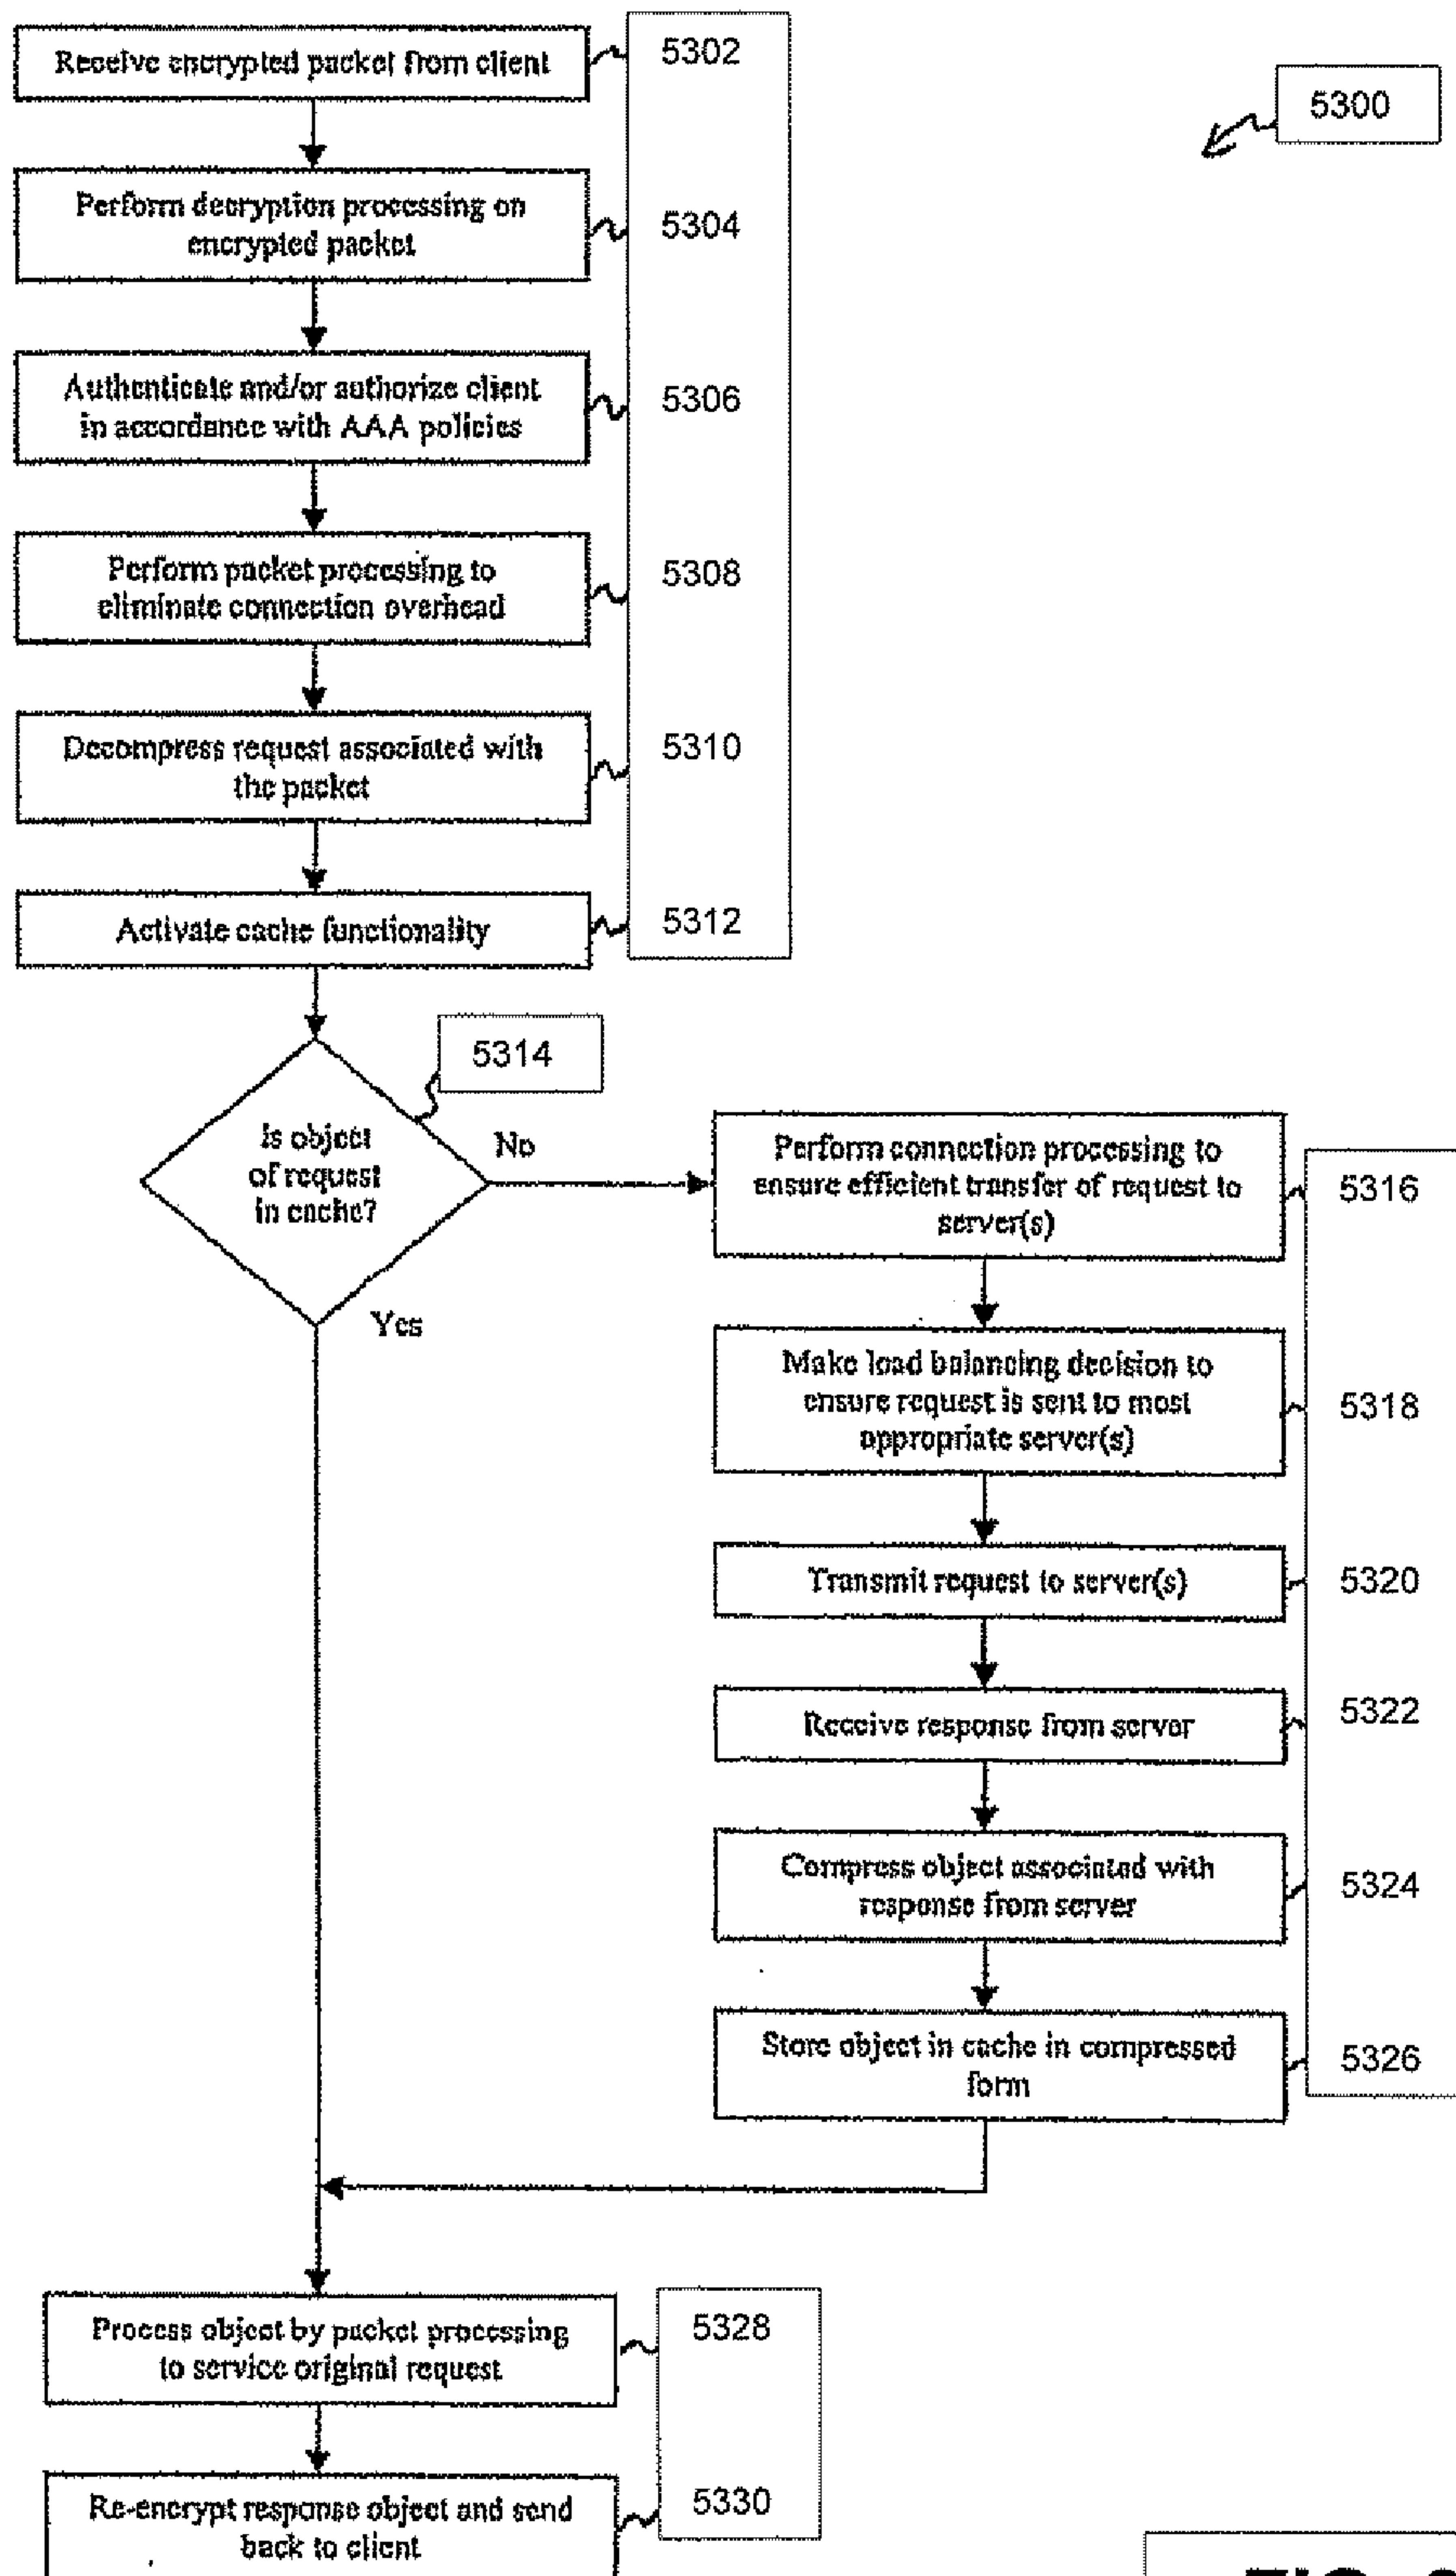 Receive encrypted packet from client
5302
5300
Perform decryption processing on
encrypted packet
5304
Authenticate and/or authorize client
in accordance with AAA policies
5306
Perform packet processing to
eliminate connection overhead
5308
Decompress request associated with
the packet
5310
Activate cache functionality
5312
5314
Is object
of request
in cache?
No
Yes
Perform connection processing to
ensure efficient transfer of request to
server(s)
5316
Make load balancing decision to
ensure request is sent to most
appropriate server(s)
5318
Transmit request to server(s)
5320
Receive response from server
5322
Compress object associated with
response from server
5324
Store object in cache in compressed
form
5326
Process object by packet processing
to service original request
5328
Re-encrypt response object and send
back to client
5330